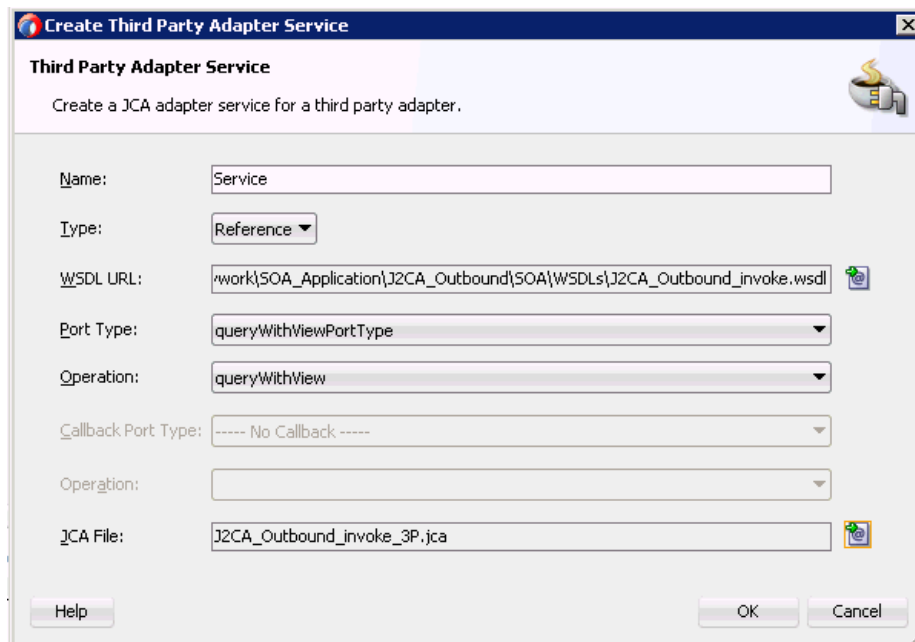 Create Third Party Adapter Service
Third Party Adapter Service
Create a JCA adapter service for a third party adapter.
Name: Service
Type: Reference
WSDL URL: work\SOA_Application\J2CA_Outbound\SOA\WSDLs\J2CA_Outbound_invoke.wsdl
Port Type: queryWithViewPortType
Operation: queryWithView
Callback Port Type: ----- No Callback -----
Operation:
JCA File: J2CA_Outbound_invoke_3P.jca
Help OK Cancel